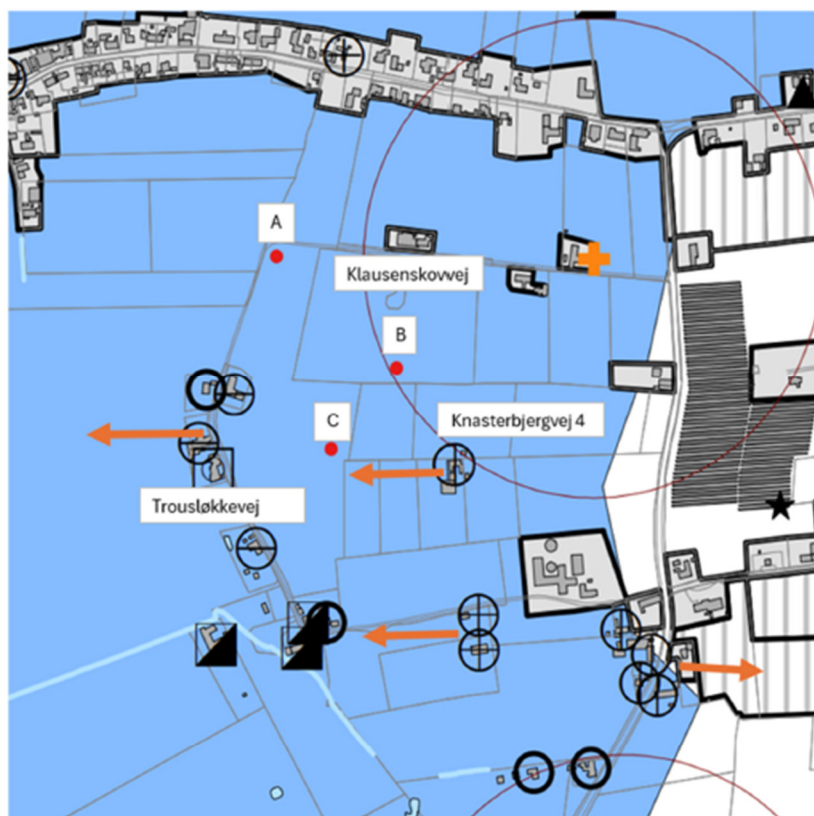 A
Klausenskovvej
B
Knasterbjergvej 4
C
Trousløkkevej